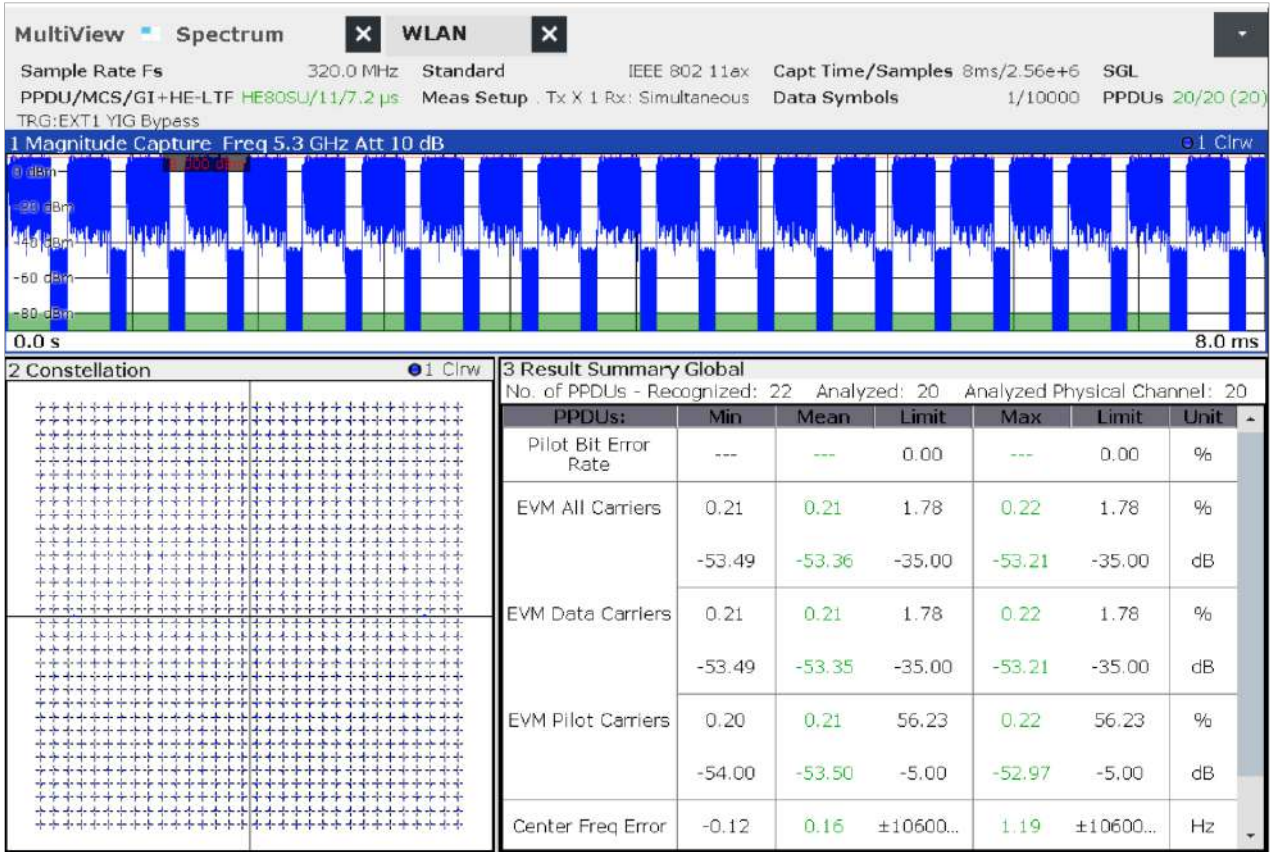 MultiView Spectrum X WLAN X
Sample Rate Fs 320.0 MHz Standard IEEE 802 11ax Capt Time/Samples 8ms/2.56e+6 SGL
PPDU/MCS/GI+HE-LTF HE80SU/11/7.2 µs Meas Setup . Tx X 1 Rx: Simultaneous Data Symbols 1/10000 PPDUs 20/20 (20)
TRG:EXT1 YIG Bypass
1 Magnitude Capture Freq 5.3 GHz Att 10 dB 1 Clrw
0 dBm
-20 dBm
-40 dBm
-60 dBm
-80 dBm
0.0 s 8.0 ms
2 Constellation 1 Clrw
3 Result Summary Global
No. of PPDUs - Recognized: 22 Analyzed: 20 Analyzed Physical Channel: 20
PPDUs: Min Mean Limit Max Limit Unit
Pilot Bit Error
Rate --- --- 0.00 --- 0.00 %
EVM All Carriers 0.21 0.21 1.78 0.22 1.78 %
-53.49 -53.36 -35.00 -53.21 -35.00 dB
EVM Data Carriers 0.21 0.21 1.78 0.22 1.78 %
-53.49 -53.35 -35.00 -53.21 -35.00 dB
EVM Pilot Carriers 0.20 0.21 56.23 0.22 56.23 %
-54.00 -53.50 -5.00 -52.97 -5.00 dB
Center Freq Error -0.12 0.16 ±10600... 1.19 ±10600... Hz